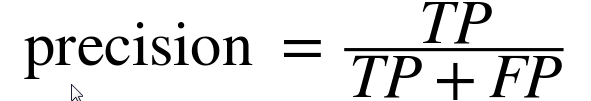 precision = TP / TP + FP